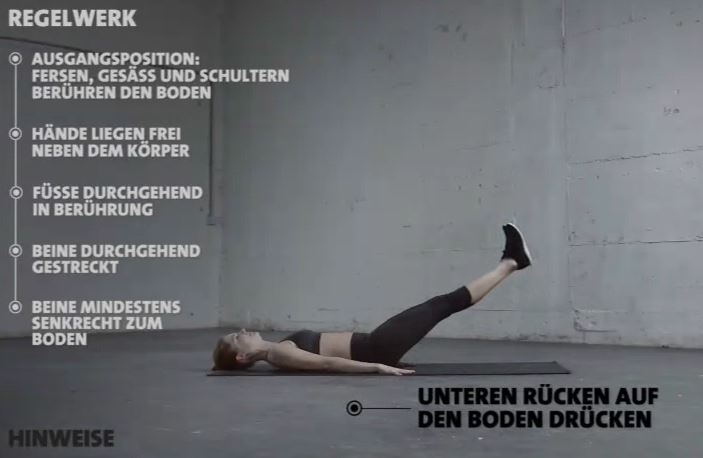 REGELWERK
AUSGANGSPOSITION:
FERSEN, GESÄSS UND SCHULTERN
BERÜHREN DEN BODEN
HÄNDE LIEGEN FREI
NEBEN DEM KÖRPER
FÜSSE DURCHGEHEND
IN BERÜHRUNG
BEINE DURCHGEHEND
GESTRECKT
BEINE MINDESTENS
SENKRECHT ZUM
BODEN
UNTEREN RÜCKEN AUF
DEN BODEN DRÜCKEN
HINWEISE